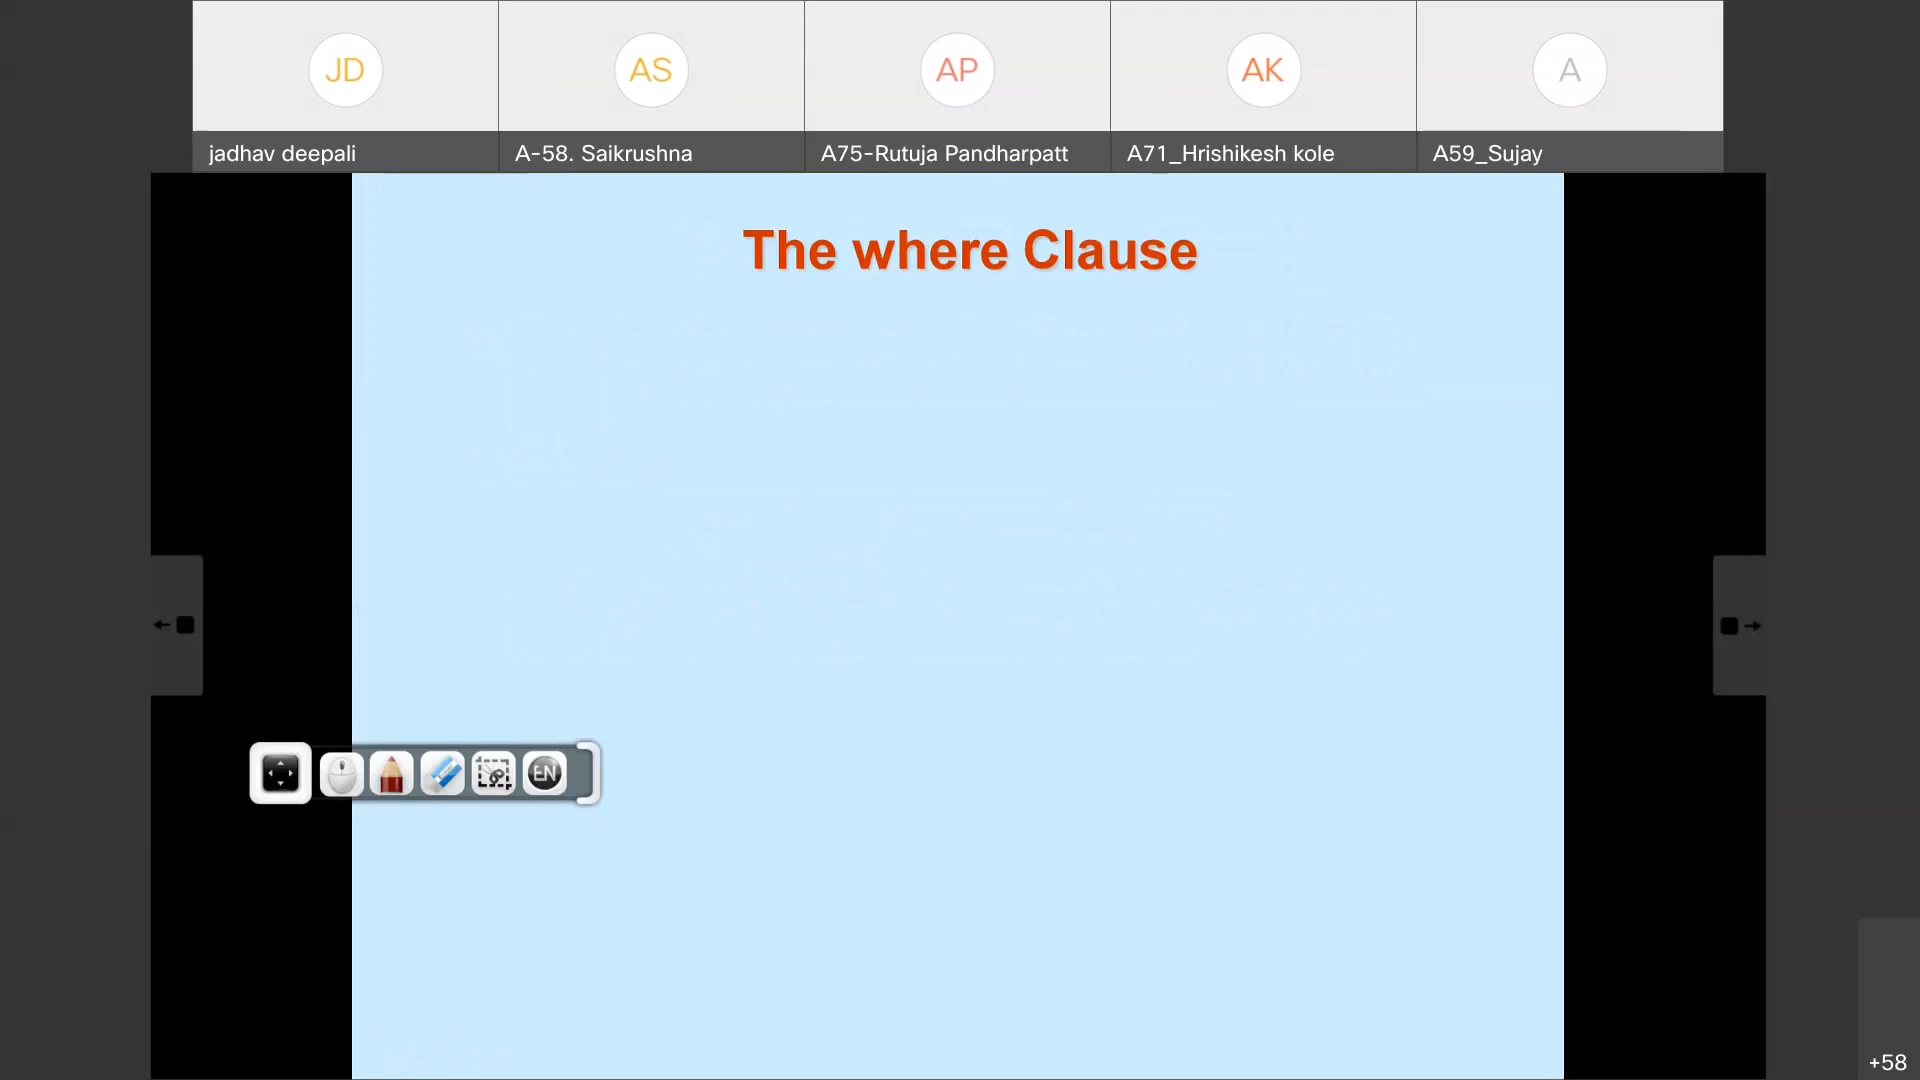 JD
AS
AP
AK
A
jadhav deepali
A-58. Saikrushna
A75-Rutuja Pandharpatt
A71_Hrishikesh kole
A59_Sujay
The where Clause
EN
+58